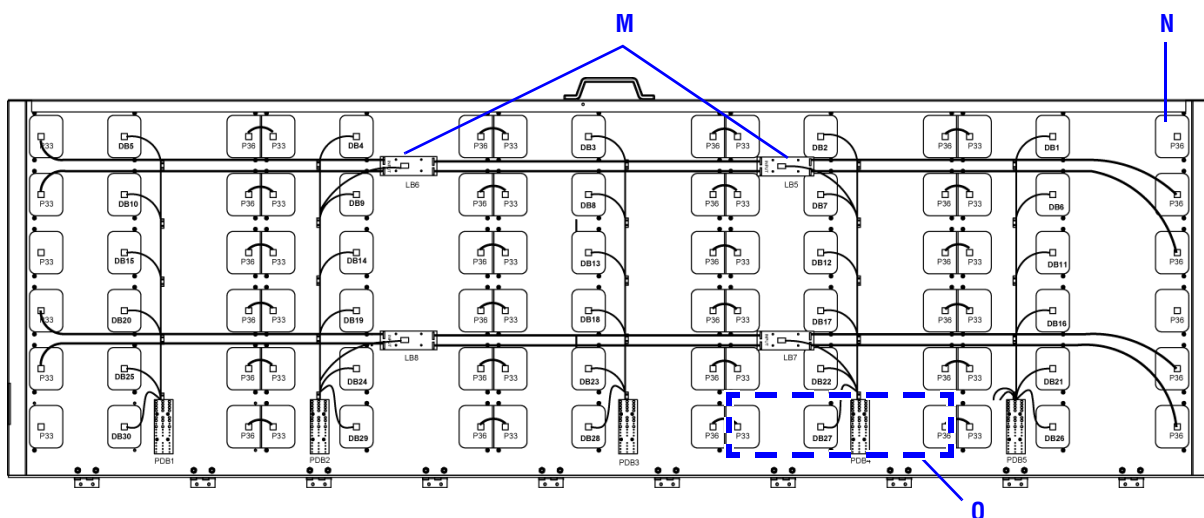 M N
P33 DB5 P36 P33 DB4 P36 P33 DB3 P36 P33 DB2 P36 P33 DB1 P36
INPUT LB6 INPUT LB5
P33 DB10 P36 P33 DB9 P36 P33 DB8 P36 P33 DB7 P36 P33 DB6 P36
P33 DB15 P36 P33 DB14 P36 P33 DB13 P36 P33 DB12 P36 P33 DB11 P36
P33 DB20 P36 P33 DB19 P36 P33 DB18 P36 P33 DB17 P36 P33 DB16 P36
INPUT LB8 INPUT LB7
P33 DB25 P36 P33 DB24 P36 P33 DB23 P36 P33 DB22 P36 P33 DB21 P36
P33 DB30 P36 P33 DB29 P36 P33 DB28 P36 P33 DB27 P36 P33 DB26 P36
PDB1 PDB2 PDB3 PDB4 PDB5
O